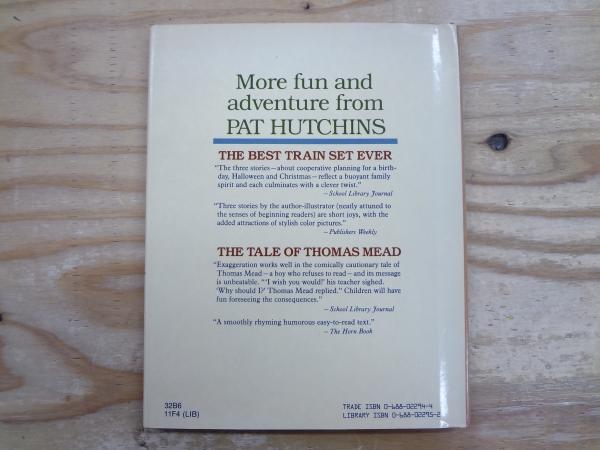 More fun and
adventure from
PAT HUTCHINS
THE BEST TRAIN SET EVER
"The three stories—about cooperative planning for a birth-
day, Halloween and Christmas—reflect a buoyant family
spirit and each culminates with a clever twist."
—School Library Journal
"Three stories by the author-illustrator (neatly attuned to
the senses of beginning readers) are short joys, with the
added attractions of stylish color pictures."
—Publishers Weekly
THE TALE OF THOMAS MEAD
"Exaggeration works well in the comically cautionary tale of
Thomas Mead—a boy who refuses to read—and its message
is unbeatable. "'I wish you would!' his teacher sighed.
'Why should I?' Thomas Mead replied." Children will have
fun foreseeing the consequences."
—School Library Journal
"A smoothly rhyming humorous easy-to-read text."
—The Horn Book
32B6
11F4 (LIB)
TRADE ISBN 0-688-02294-4
LIBRARY ISBN 0-688-02295-2